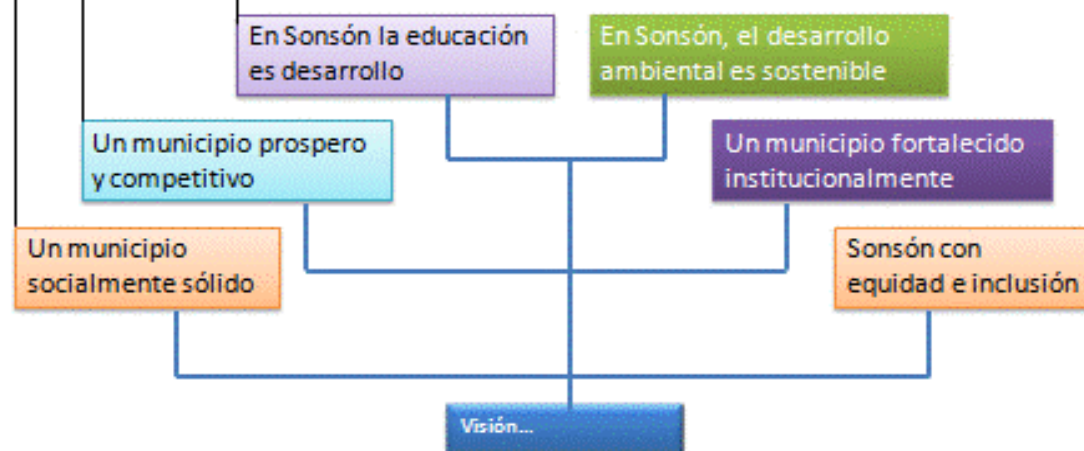 En Sonsón la educación
es desarrollo
En Sonsón, el desarrollo
ambiental es sostenible
Un municipio prospero
y competitivo
Un municipio fortalecido
institucionalmente
Un municipio
socialmente sólido
Sonsón con
equidad e inclusión
Visión...